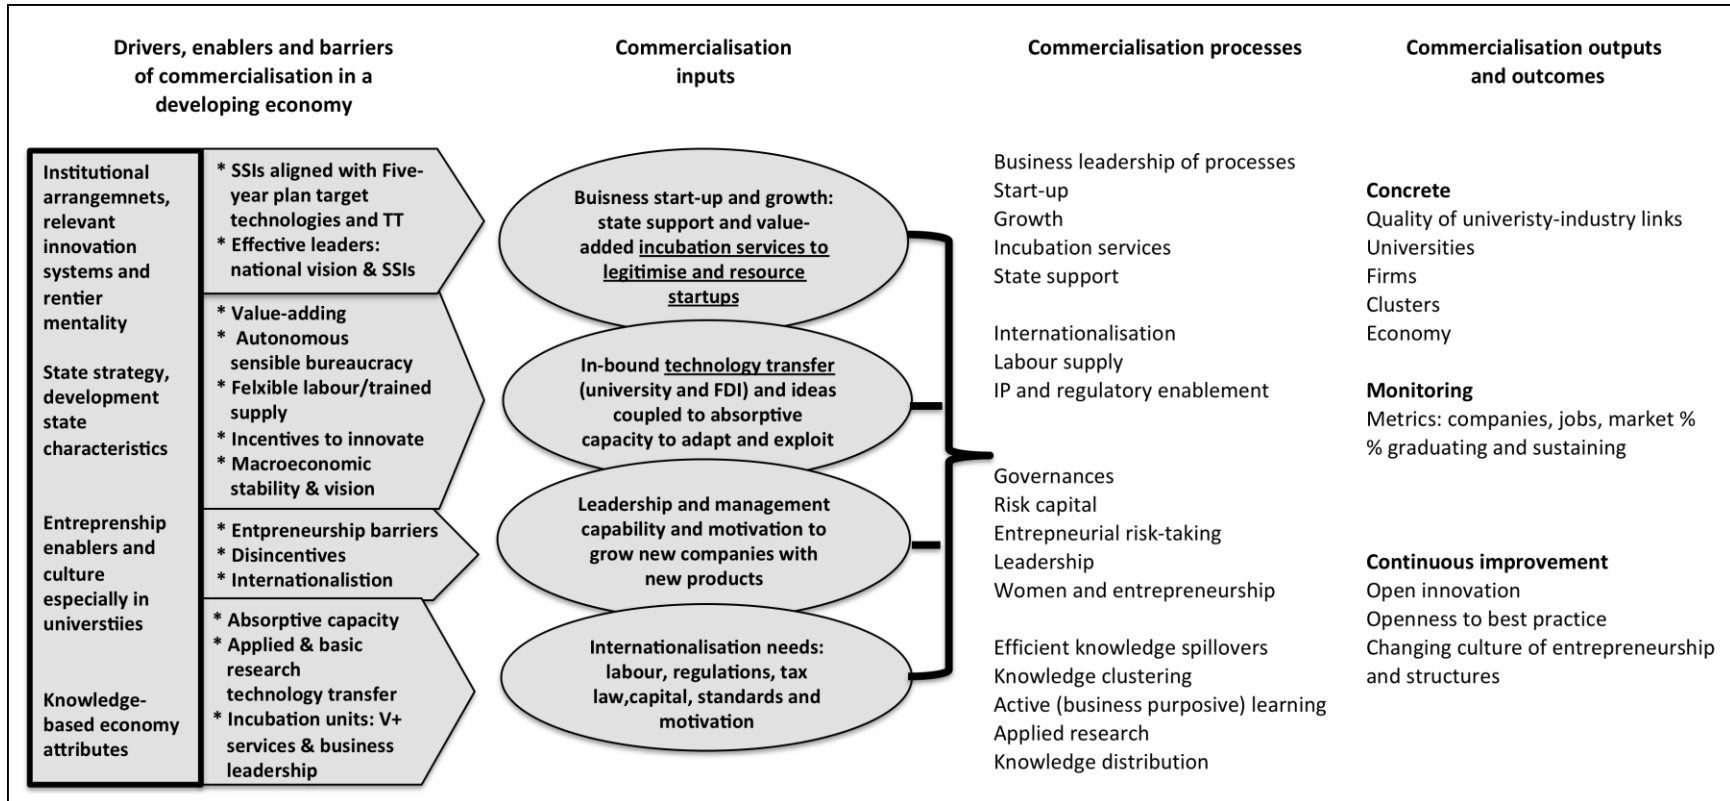 Drivers, enablers and barriers
of commercialisation in a
developing economy
Commercialisation
inputs
Commercialisation processes
Commercialisation outputs
and outcomes
Institutional
arrangemnets,
relevant
innovation
systems and
rentier
mentality
State strategy,
development
state
characteristics
Entreprenship
enablers and
culture
especially in
universtiies
Knowledge-
based economy
attributes
* SSIs aligned with Five-
year plan target
technologies and TT
* Effective leaders:
national vision & SSIs
* Value-adding
* Autonomous
sensible bureaucracy
* Felxible labour/trained
supply
* Incentives to innovate
* Macroeconomic
stability & vision
* Entpreneurship barriers
* Disincentives
* Internationalistion
* Absorptive capacity
* Applied & basic
research
technology transfer
* Incubation units: V+
services & business
leadership
Buisness start-up and growth:
state support and value-
added incubation services to
legitimise and resource
startups
In-bound technology transfer
(university and FDI) and ideas
coupled to absorptive
capacity to adapt and exploit
Leadership and management
capability and motivation to
grow new companies with
new products
Internationalisation needs:
labour, regulations, tax
law,capital, standards and
motivation
Business leadership of processes
Start-up
Growth
Incubation services
State support
Internationalisation
Labour supply
IP and regulatory enablement
Governances
Risk capital
Entrepneurial risk-taking
Leadership
Women and entrepreneurship
Efficient knowledge spillovers
Knowledge clustering
Active (business purposive) learning
Applied research
Knowledge distribution
Concrete
Quality of univeristy-industry links
Universities
Firms
Clusters
Economy
Monitoring
Metrics: companies, jobs, market %
% graduating and sustaining
Continuous improvement
Open innovation
Openness to best practice
Changing culture of entrepreneurship
and structures